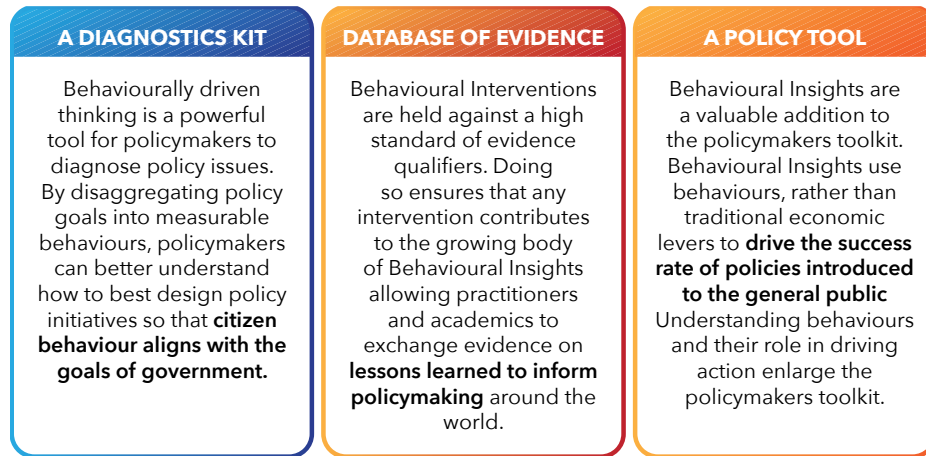 A DIAGNOSTICS KIT
Behaviourally driven
thinking is a powerful
tool for policymakers to
diagnose policy issues.
By disaggregating policy
goals into measurable
behaviours, policymakers
can better understand
how to best design policy
initiatives so that citizen
behaviour aligns with the
goals of government.
DATABASE OF EVIDENCE
Behavioural Interventions
are held against a high
standard of evidence
qualifiers. Doing
so ensures that any
intervention contributes
to the growing body
of Behavioural Insights
allowing practitioners
and academics to
exchange evidence on
lessons learned to inform
policymaking around the
world.
A POLICY TOOL
Behavioural Insights are
a valuable addition to
the policymakers toolkit.
Behavioural Insights use
behaviours, rather than
traditional economic
levers to drive the success
rate of policies introduced
to the general public
Understanding behaviours
and their role in driving
action enlarge the
policymakers toolkit.